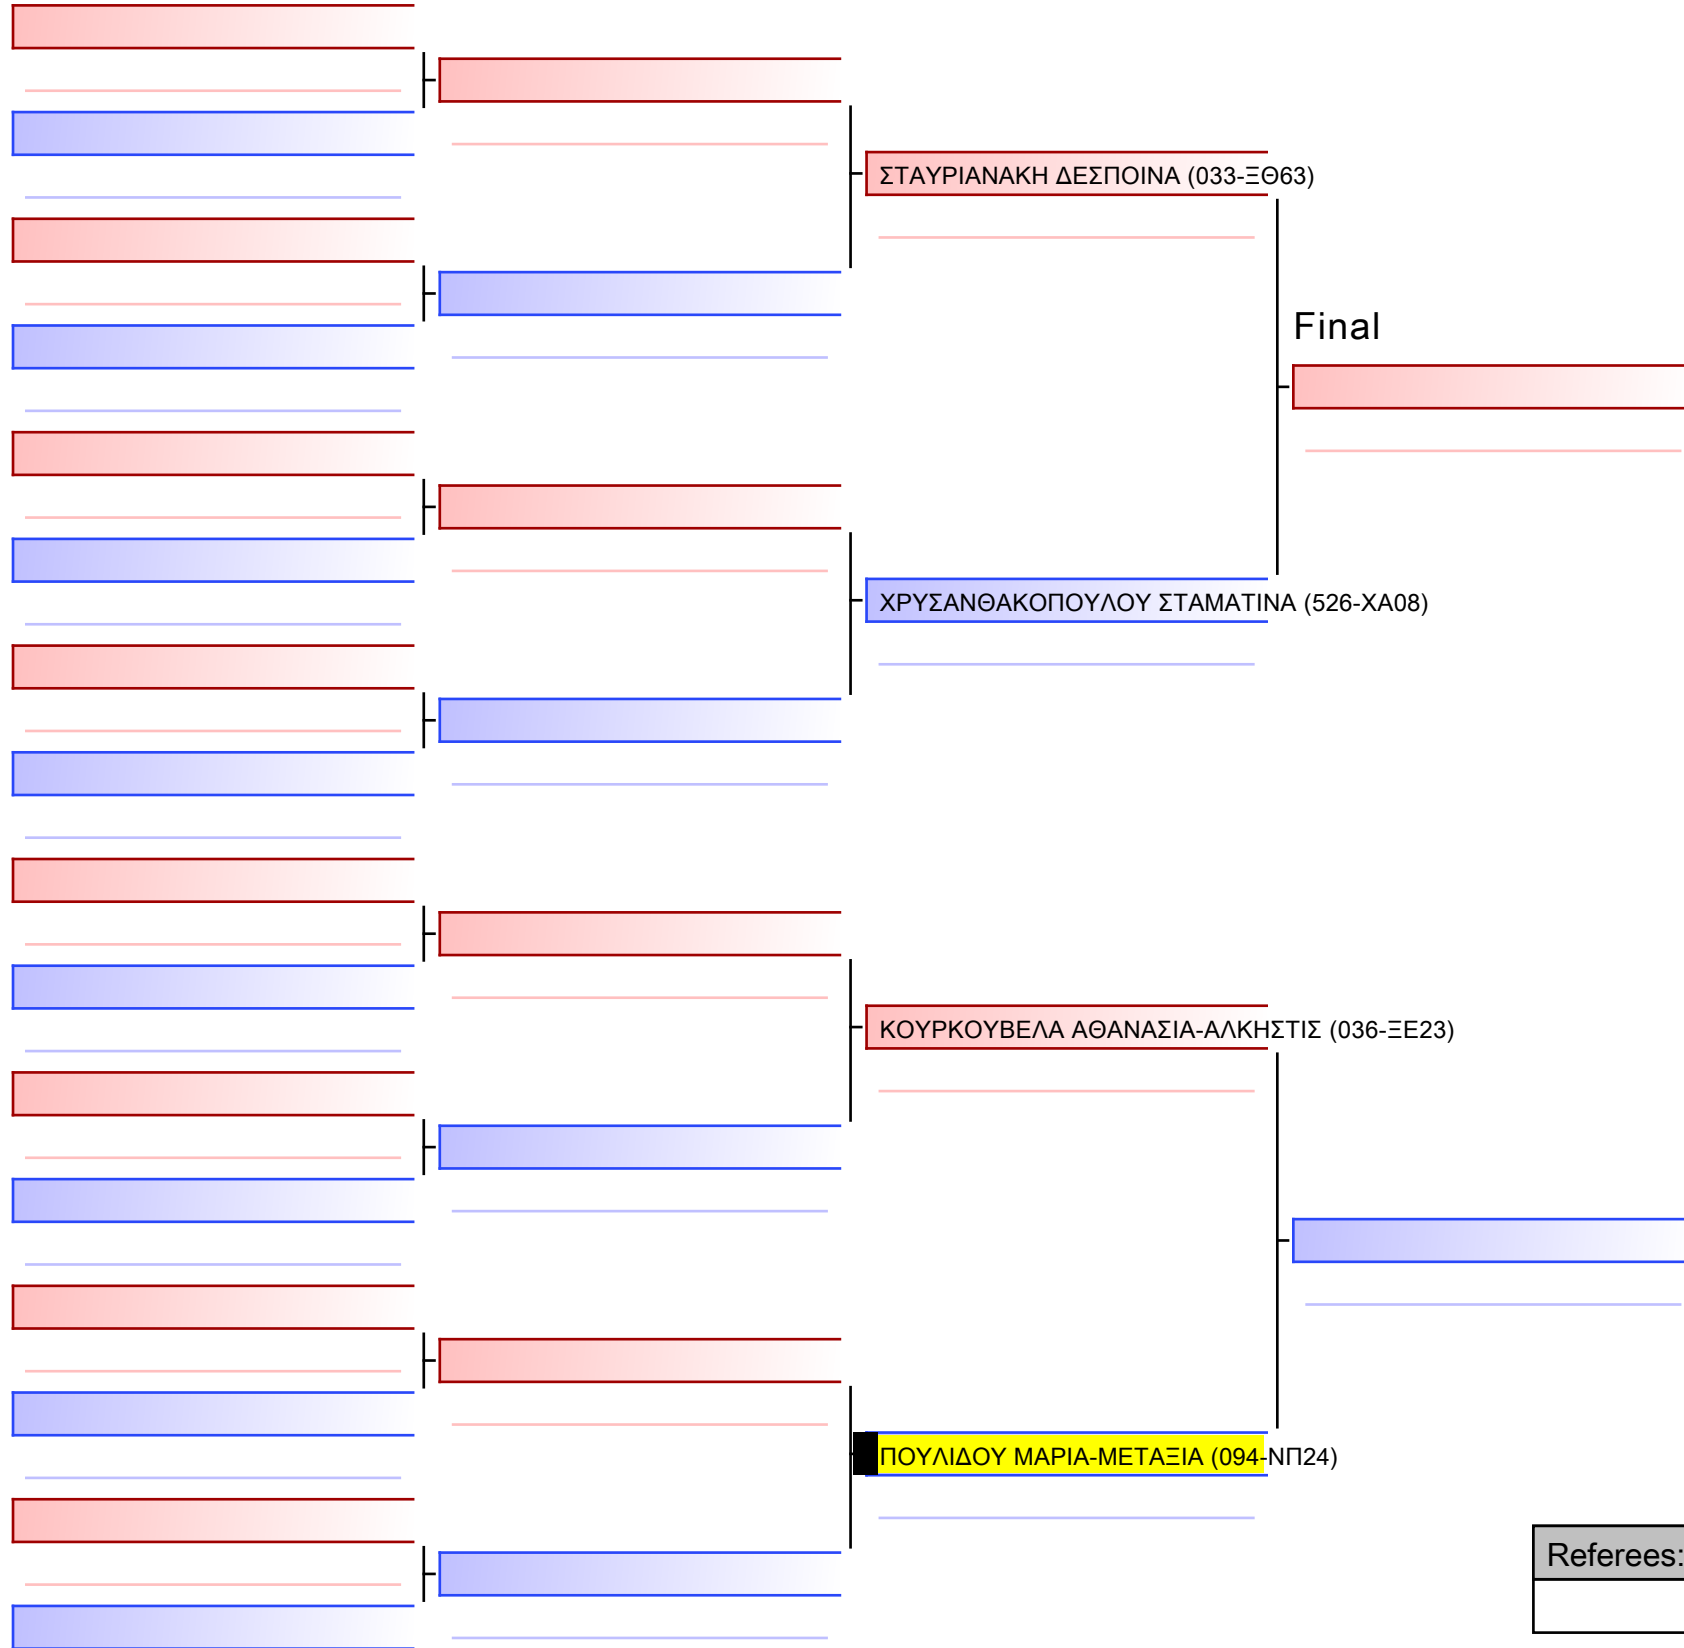 ΣΤΑΥΡΙΑΝΑΚΗ ΔΕΣΠΟΙΝΑ (033-ΞΘ63)
Final
ΧΡΥΣΑΝΘΑΚΟΠΟΥΛΟΥ ΣΤΑΜΑΤΙΝΑ (526-ΧΑ08)
ΚΟΥΡΚΟΥΒΕΛΑ ΑΘΑΝΑΣΙΑ-ΑΛΚΗΣΤΙΣ (036-ΞΕ23)
ΠΟΥΛΙΔΟΥ ΜΑΡΙΑ-ΜΕΤΑΞΙΑ (094-ΝΠ24)
Referees: